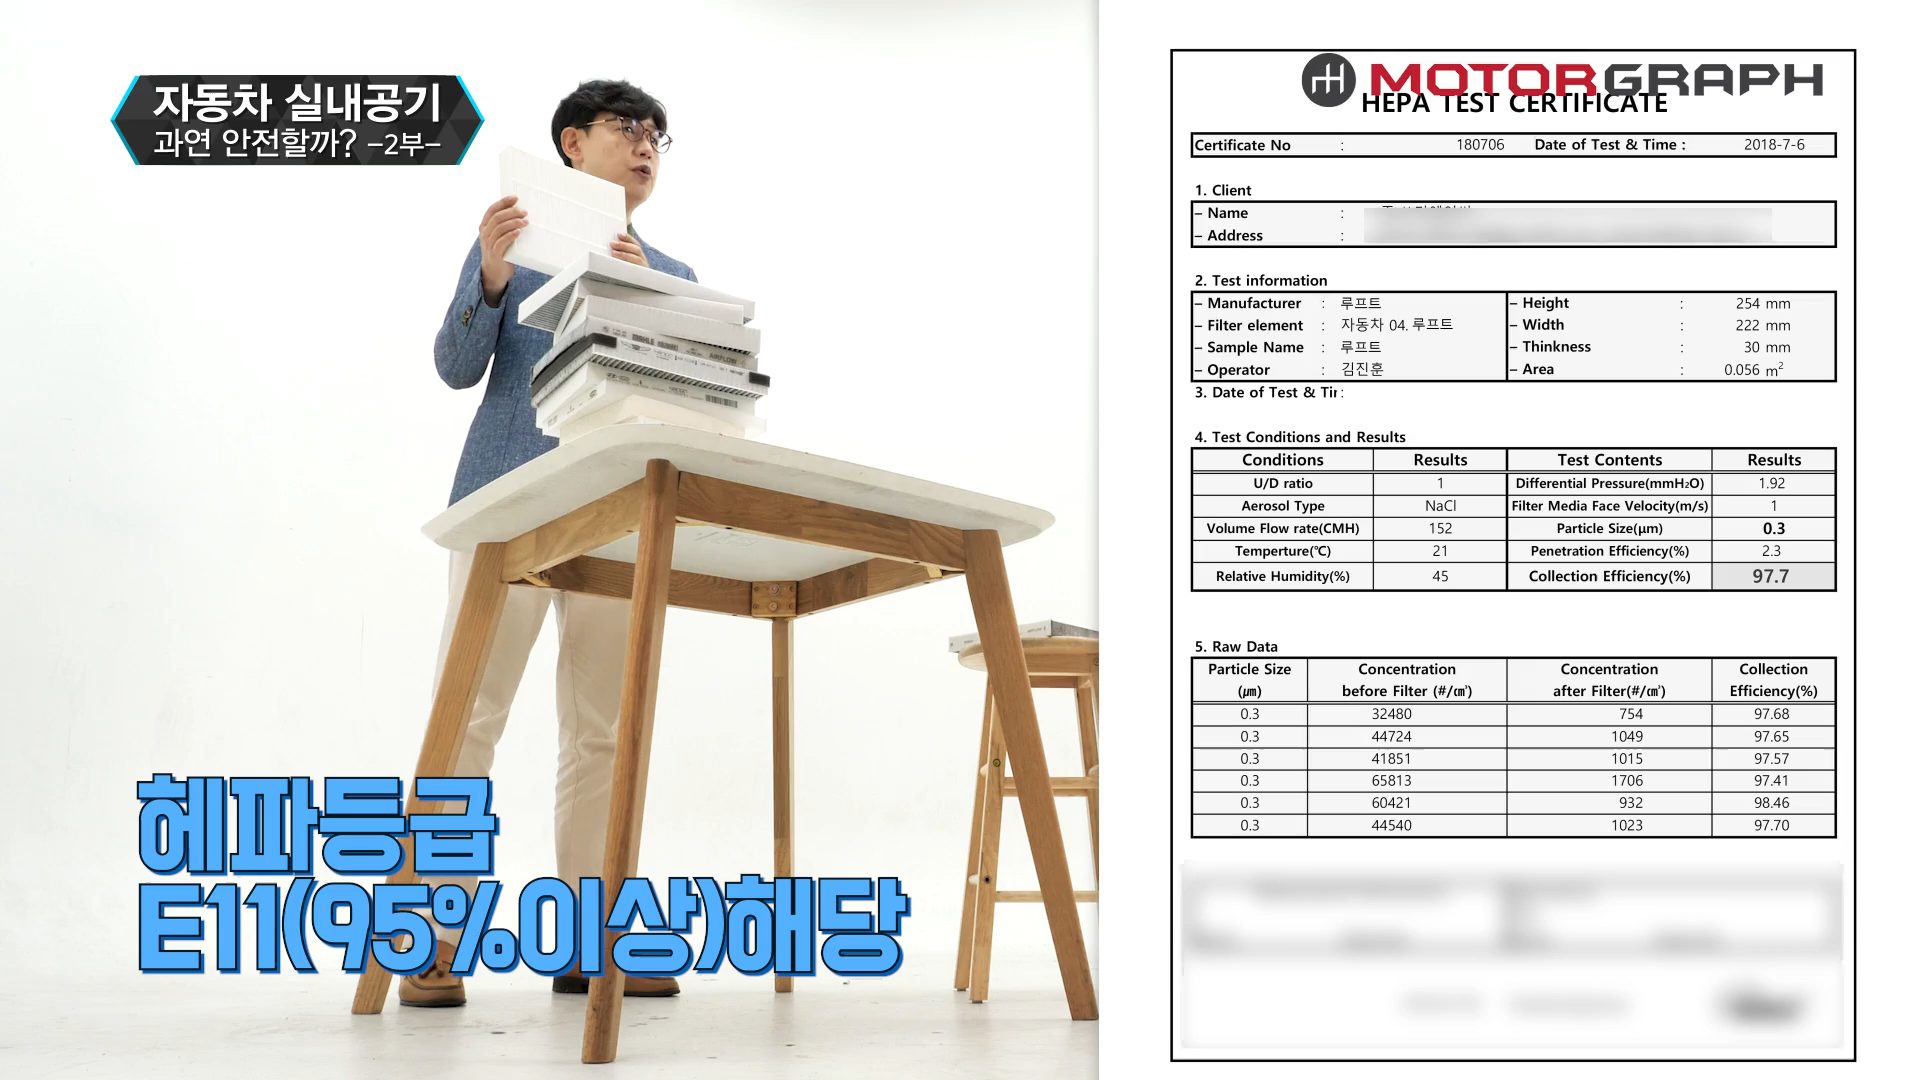 자동차 실내공기
과연 안전할까? -2부-
MAHLE
AIRFLOW
헤파등급
E11(95%이상)해당
MOTORGRAPH
HEPA TEST CERTIFICATE
Certificate No : 180706 Date of Test & Time : 2018-7-6
1. Client
- Name :
- Address :
2. Test information
- Manufacturer : 루프트 - Height : 254 mm
- Filter element : 자동차 04. 루프트 - Width : 222 mm
- Sample Name : 루프트 - Thinkness : 30 mm
- Operator : 김진훈 - Area : 0.056 m²
3. Date of Test & Tir :
4. Test Conditions and Results
Conditions Results Test Contents Results
U/D ratio 1 Differential Pressure(mmH₂O) 1.92
Aerosol Type NaCl Filter Media Face Velocity(m/s) 1
Volume Flow rate(CMH) 152 Particle Size(μm) 0.3
Temperture(℃) 21 Penetration Efficiency(%) 2.3
Relative Humidity(%) 45 Collection Efficiency(%) 97.7
5. Raw Data
Particle Size Concentration Concentration Collection
(㎛) before Filter (#/㎤) after Filter(#/㎤) Efficiency(%)
0.3 32480 754 97.68
0.3 44724 1049 97.65
0.3 41851 1015 97.57
0.3 65813 1706 97.41
0.3 60421 932 98.46
0.3 44540 1023 97.70